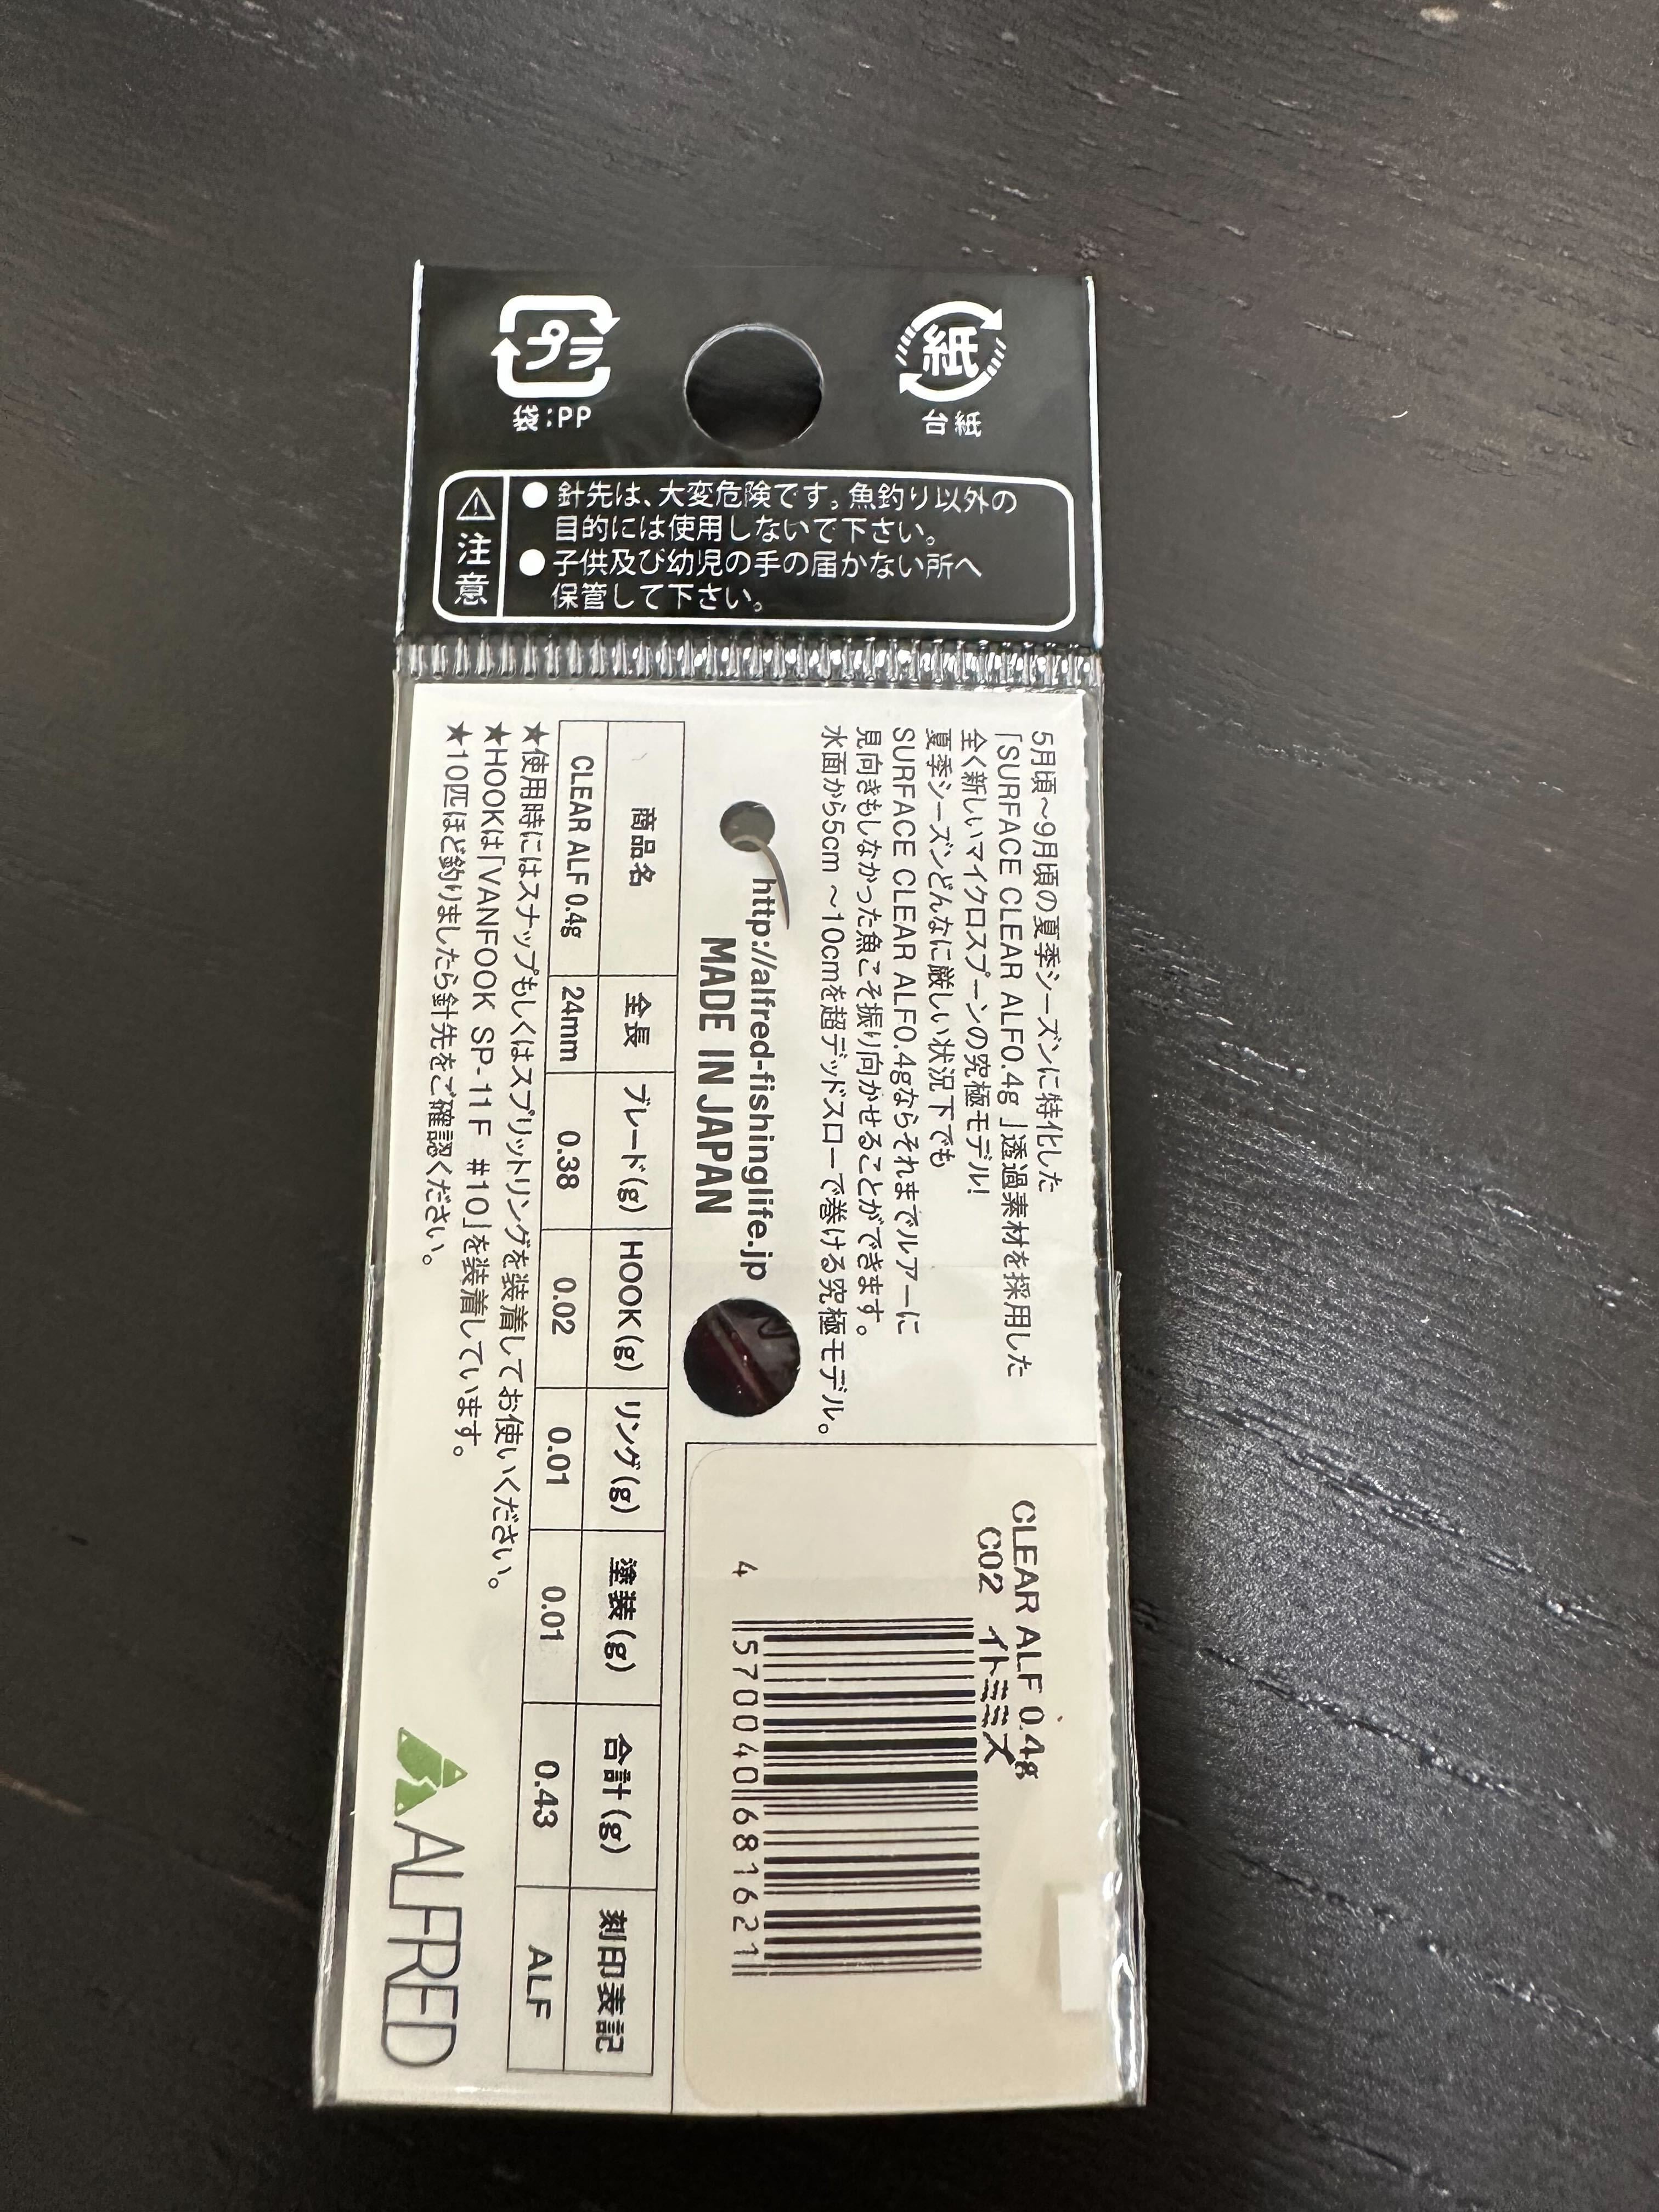 プラ
袋:PP
紙
台紙
注意
●針先は、大変危険です。魚釣り以外の
目的には使用しないで下さい。
●子供及び幼児の手の届かない所へ
保管して下さい。
5月頃~9月頃の夏季シーズンに特化した
「SURFACE CLEAR ALF0.4g」透過素材を採用した
全く新しいマイクロスプーンの究極モデル!
夏季シーズンどんなに厳しい状況下でも
SURFACE CLEAR ALF0.4gならそれまでルアーに
見向きもしなかった魚こそ振り向かせることができます。
水面から5cm ~10cmを超デッドスローで巻ける究極モデル。
http://alfred-fishinglife.jp
MADE IN JAPAN
CLEAR ALF 0.4g
C02 イトミミズ
4 570040 681621
商品名 全長 ブレード(g) HOOK(g) リング(g) 塗装(g) 合計(g) 刻印表記
CLEAR ALF 0.4g 24mm 0.38 0.02 0.01 0.01 0.43 ALF
★使用時にはスナップもしくはスプリットリングを装着してお使いください。
★HOOKは「VANFOOK SP-11F #10」を装着しています。
★10匹ほど釣りましたら針先をご確認ください。
ALFRED